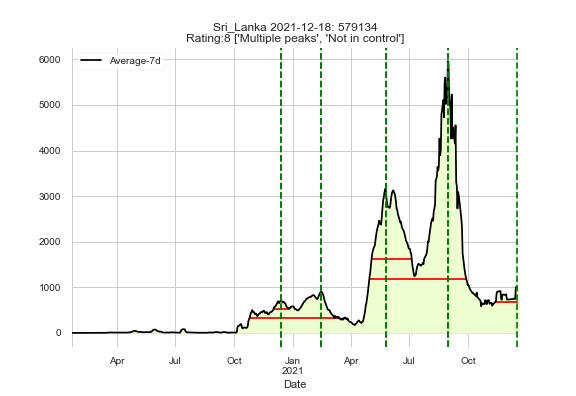 Sri_Lanka 2021-12-18: 579134
Rating:8 ['Multiple peaks', 'Not in control']
Average-7d
6000
5000
4000
3000
2000
1000
0
Apr Jul Oct Jan Apr Jul Oct
2021
Date